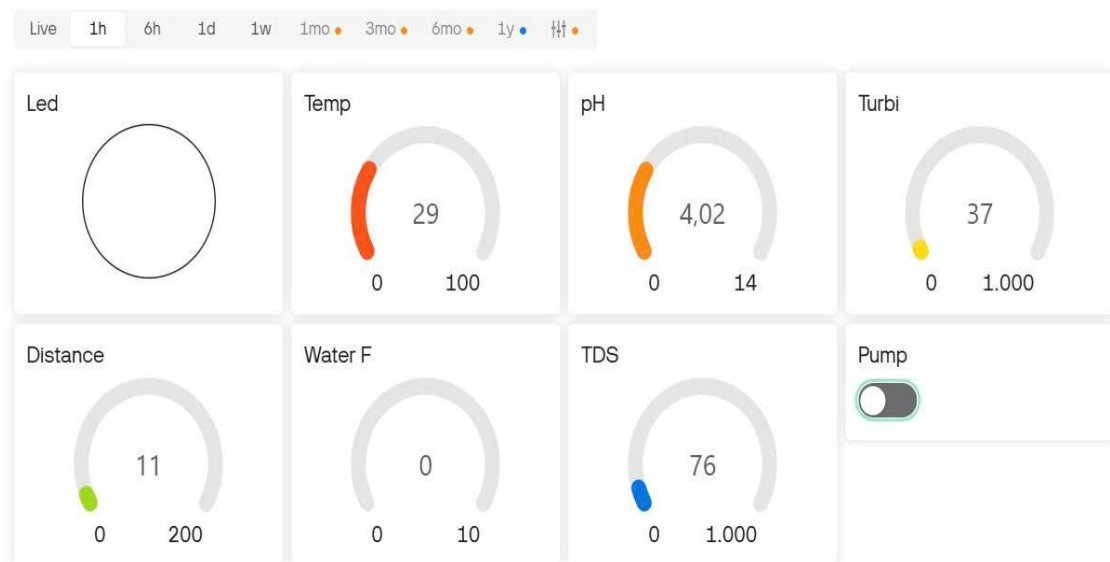 Live 1h 6h 1d 1w 1mo 3mo 6mo 1y
Led
Temp
29
0 100
pH
4,02
0 14
Turbi
37
0 1.000
Distance
11
0 200
Water F
0
0 10
TDS
76
0 1.000
Pump